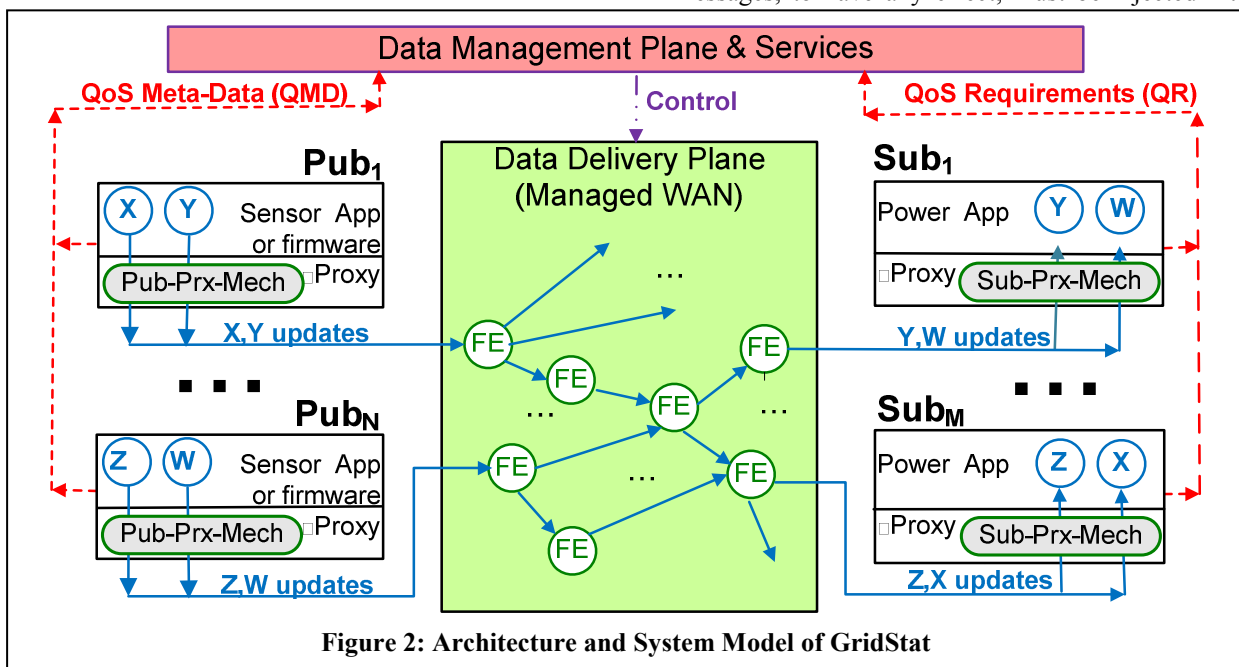 Data Management Plane & Services
QoS Meta-Data (QMD)
Control
QoS Requirements (QR)
Pub1
X
Y
Sensor App
or firmware
Pub-Prx-Mech
Proxy
X,Y updates
...
PubN
Z
W
Sensor App
or firmware
Pub-Prx-Mech
Proxy
Z,W updates
Data Delivery Plane
(Managed WAN)
...
FE
FE
FE
...
FE
...
FE
...
FE
FE
Sub1
Power App
Y
W
Proxy
Sub-Prx-Mech
Y,W updates
...
SubM
Power App
Z
X
Proxy
Sub-Prx-Mech
Z,X updates
Figure 2: Architecture and System Model of GridStat